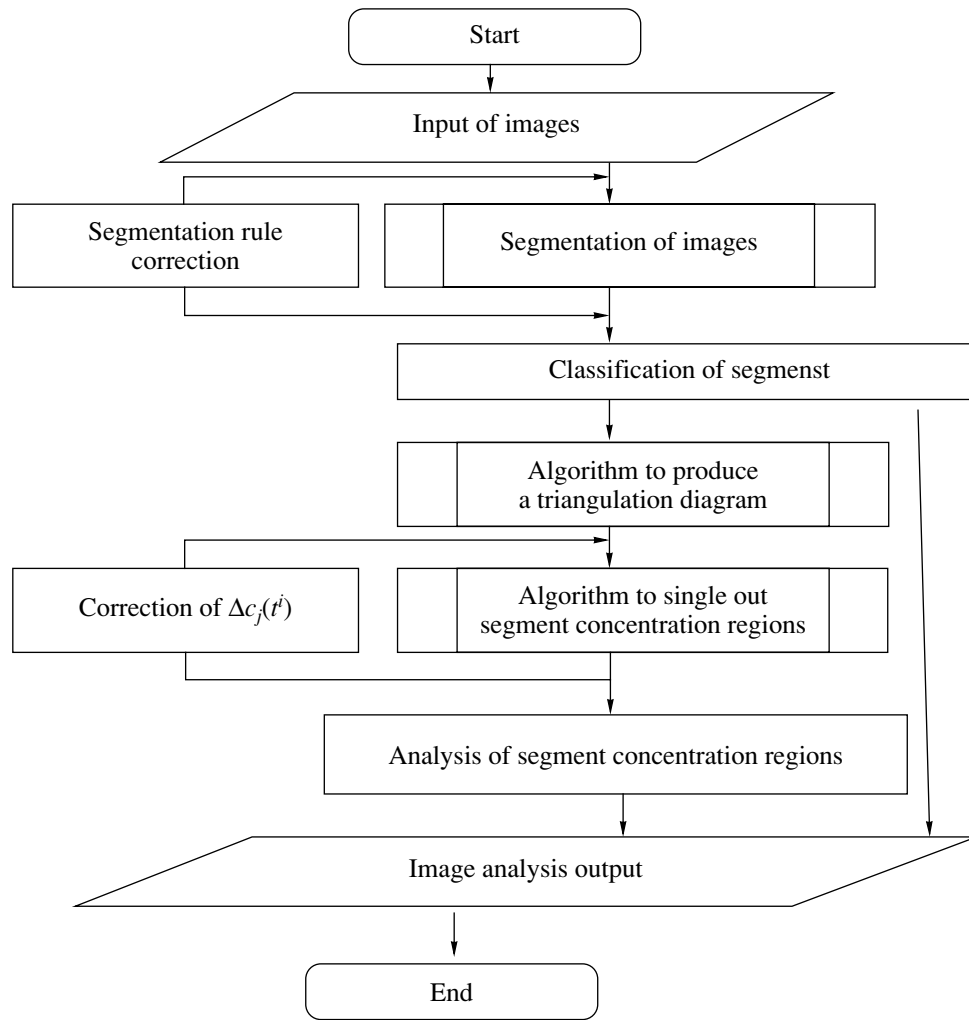 Start
Input of images
Segmentation rule
correction
Segmentation of images
Classification of segmenst
Algorithm to produce
a triangulation diagram
Correction of Δc_j(t^i)
Algorithm to single out
segment concentration regions
Analysis of segment concentration regions
Image analysis output
End